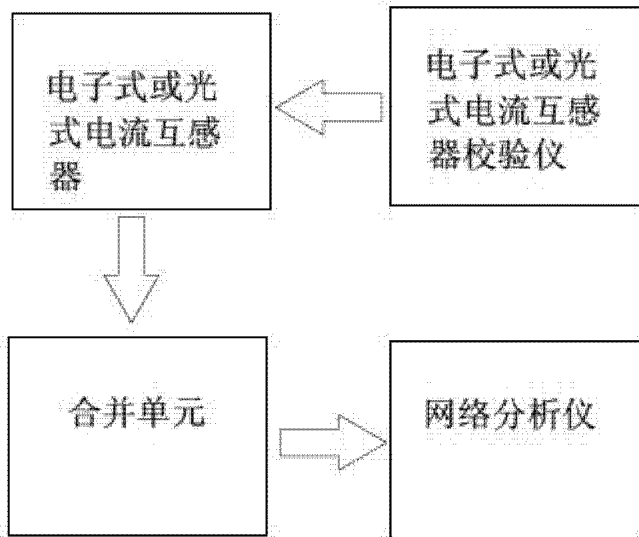 电子式或光
式电流互感
器
电子式或光
式电流互感
器校验仪
合并单元
网络分析仪